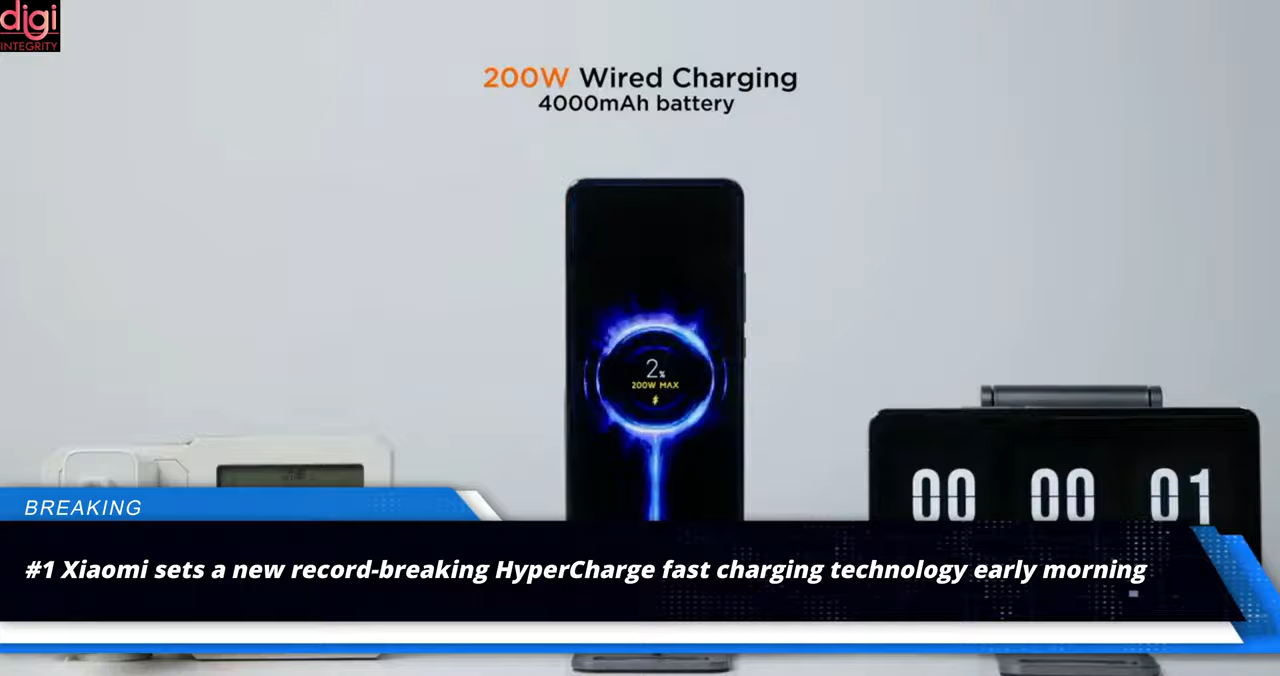 digi
INTEGRITY
200W Wired Charging
4000mAh battery
2%
200W MAX
00 00 01
BREAKING
#1 Xiaomi sets a new record-breaking HyperCharge fast charging technology early morning